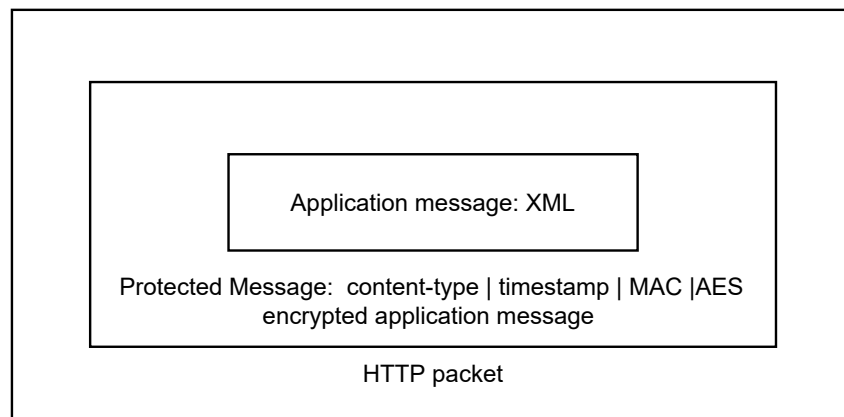 Application message: XML
Protected Message:  content-type | timestamp | MAC |AES
encrypted application message
HTTP packet